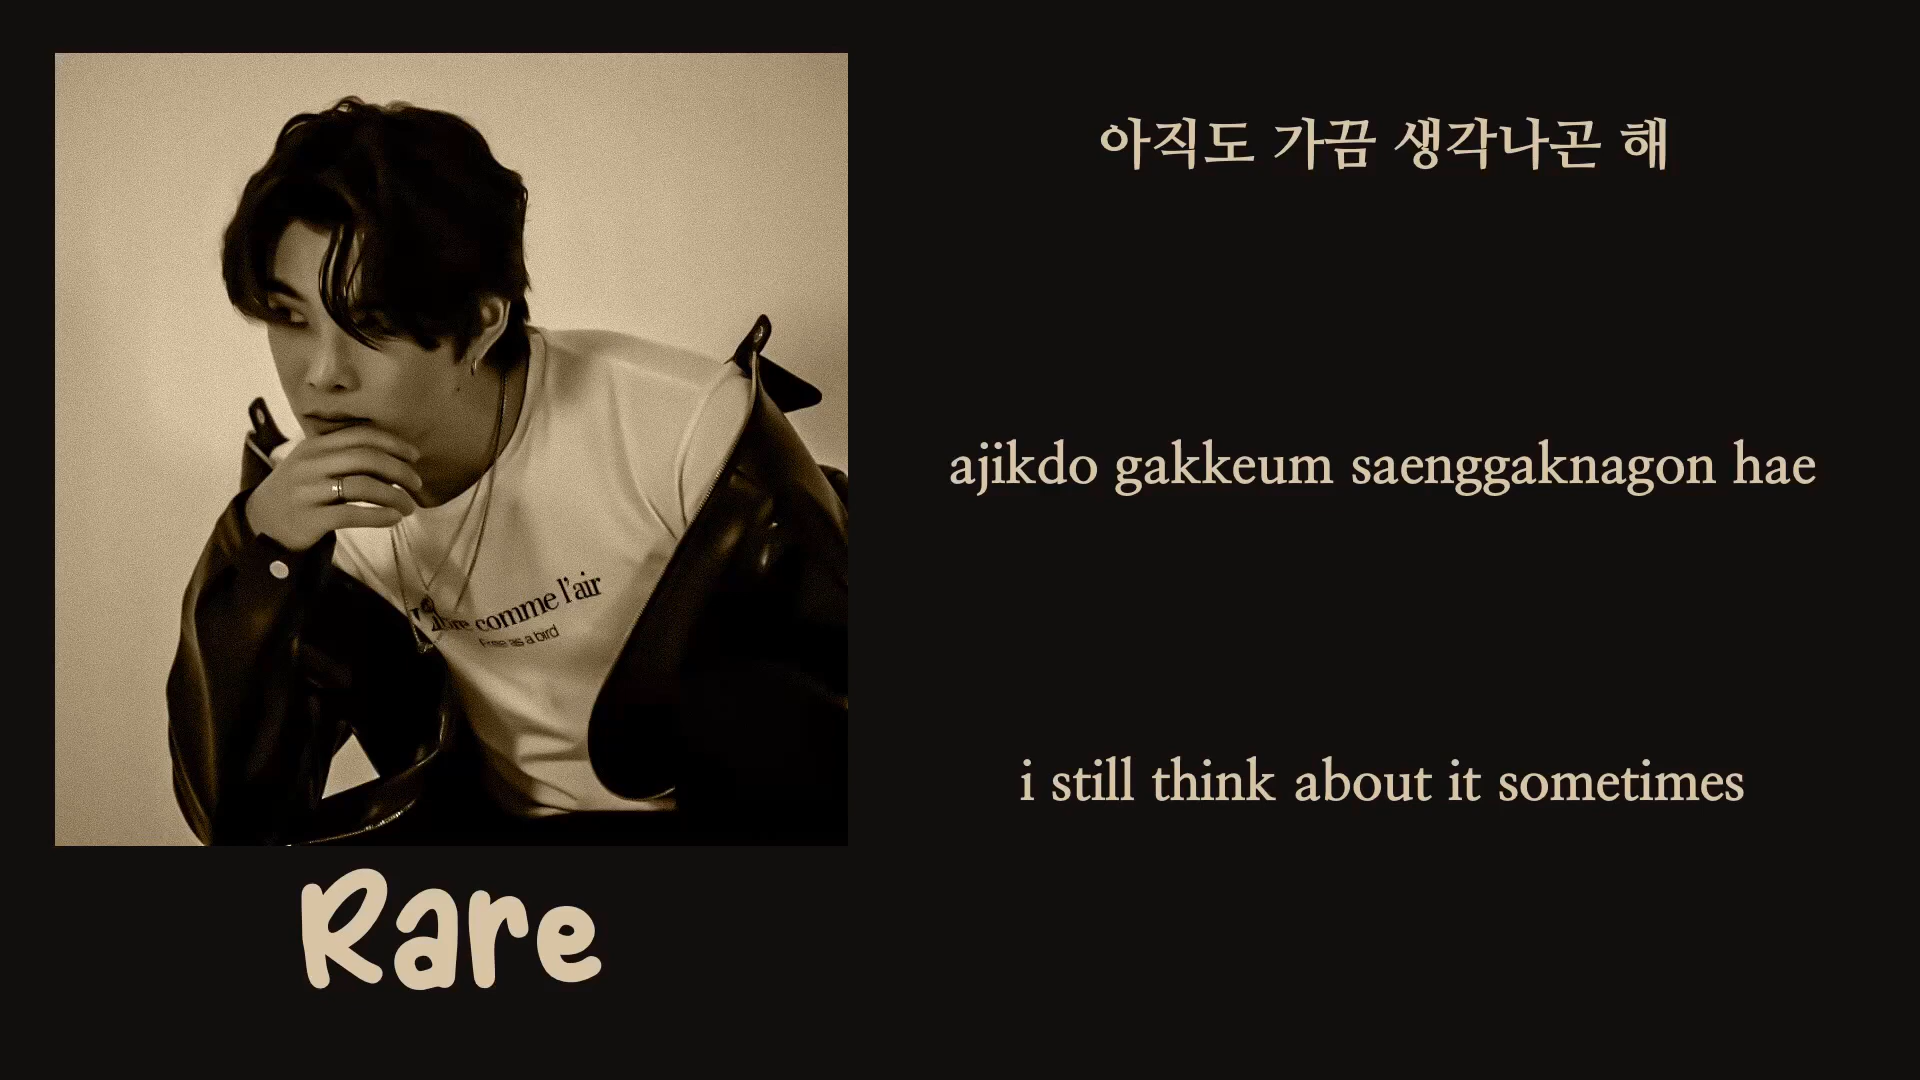 아직도 가끔 생각나곤 해
ajikdo gakkeum saenggaknagon hae
i still think about it sometimes
comme l'air
Free as a bird
Rare